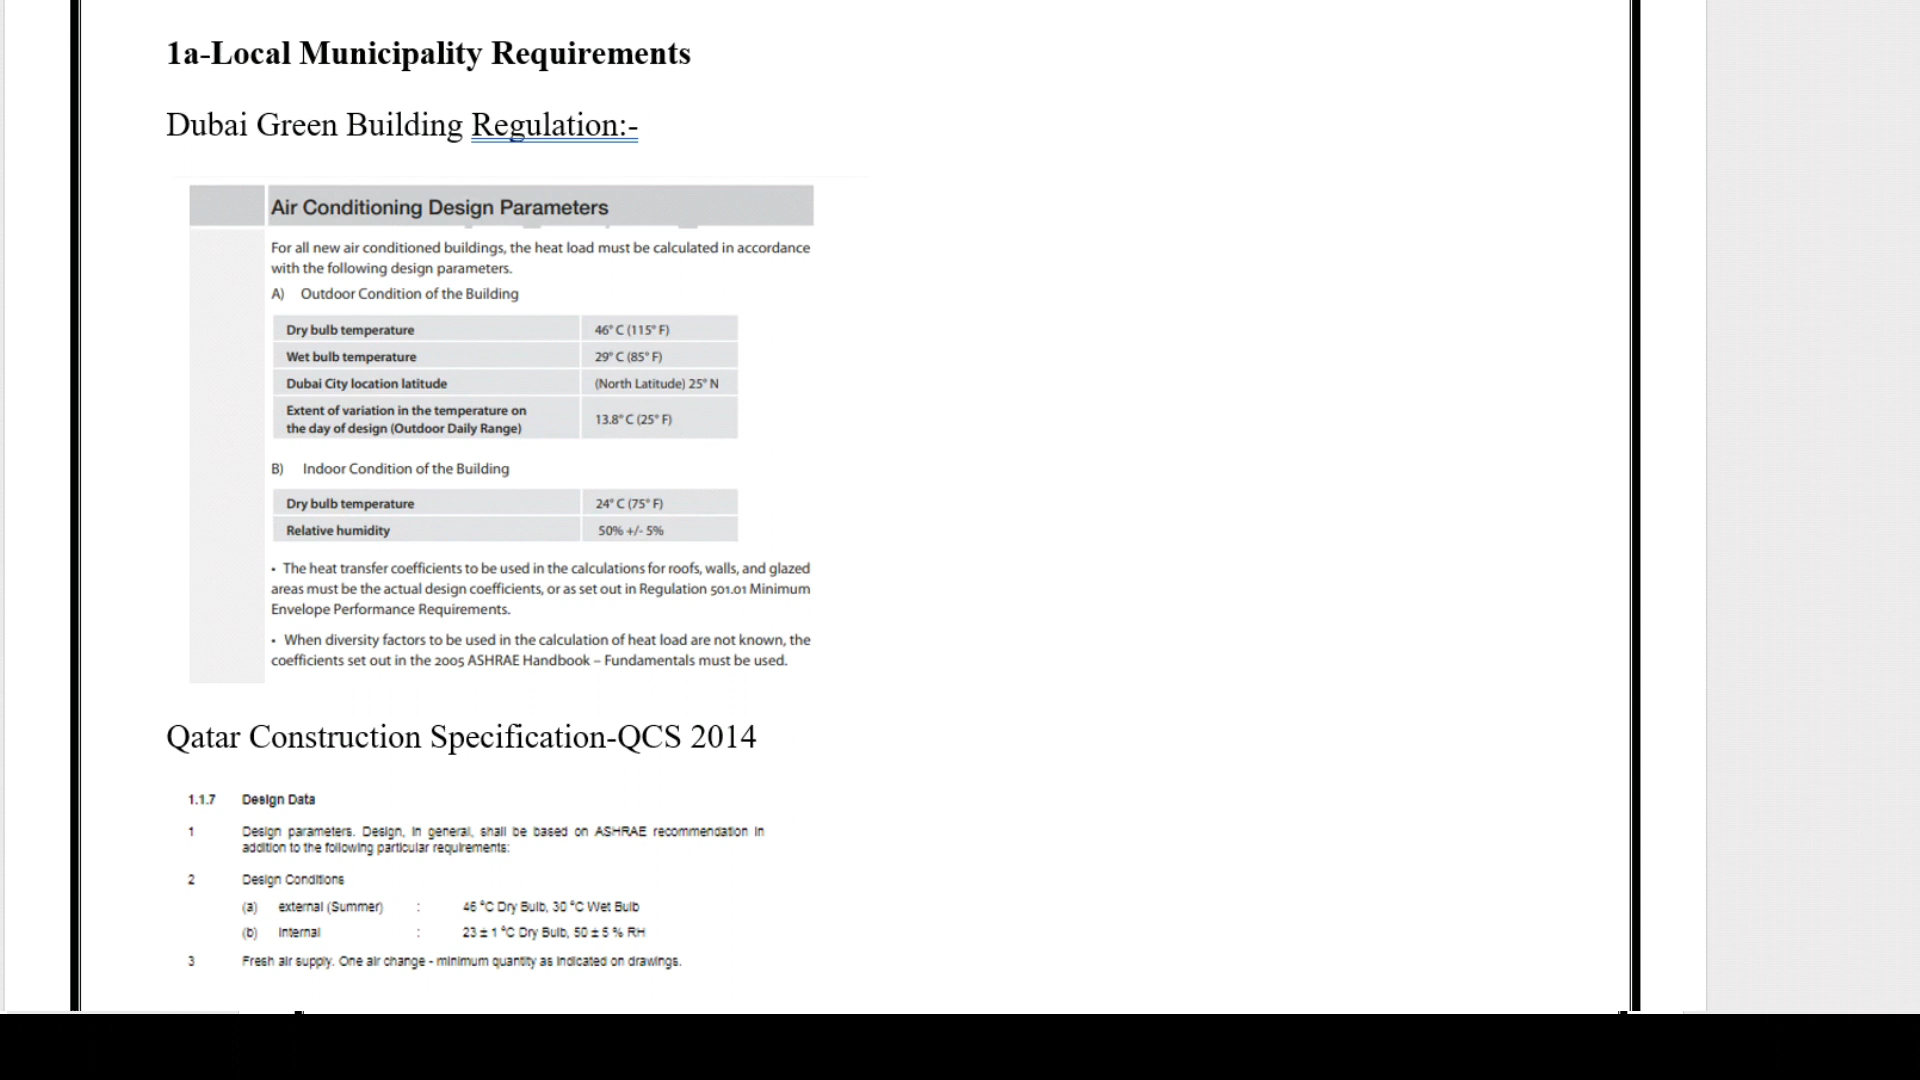 1a-Local Municipality Requirements
Dubai Green Building Regulation:-
Air Conditioning Design Parameters
For all new air conditioned buildings, the heat load must be calculated in accordance
with the following design parameters.
A) Outdoor Condition of the Building
Dry bulb temperature 46° C (115° F)
Wet bulb temperature 29° C (85° F)
Dubai City location latitude (North Latitude) 25° N
Extent of variation in the temperature on
the day of design (Outdoor Daily Range) 13.8° C (25° F)
B) Indoor Condition of the Building
Dry bulb temperature 24° C (75° F)
Relative humidity 50% +/- 5%
• The heat transfer coefficients to be used in the calculations for roofs, walls, and glazed
areas must be the actual design coefficients, or as set out in Regulation 501.01 Minimum
Envelope Performance Requirements.
• When diversity factors to be used in the calculation of heat load are not known, the
coefficients set out in the 2005 ASHRAE Handbook – Fundamentals must be used.
Qatar Construction Specification-QCS 2014
1.1.7 Design Data
1 Design parameters. Design, in general, shall be based on ASHRAE recommendation in
addition to the following particular requirements:
2 Design Conditions
(a) external (Summer) : 46 °C Dry Bulb, 30 °C Wet Bulb
(b) Internal : 23 ± 1 °C Dry Bulb, 50 ± 5 % RH
3 Fresh air supply. One air change - minimum quantity as indicated on drawings.